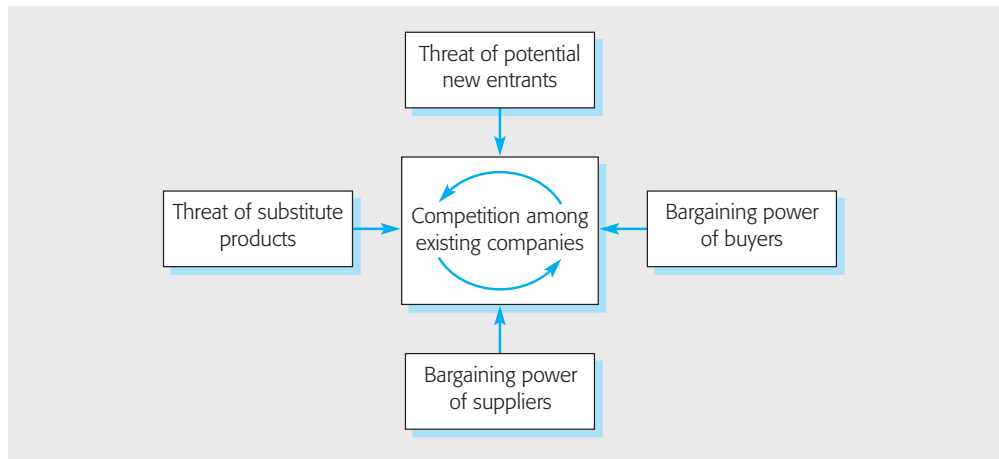 Threat of potential
new entrants
Threat of substitute
products
Competition among
existing companies
Bargaining power
of buyers
Bargaining power
of suppliers